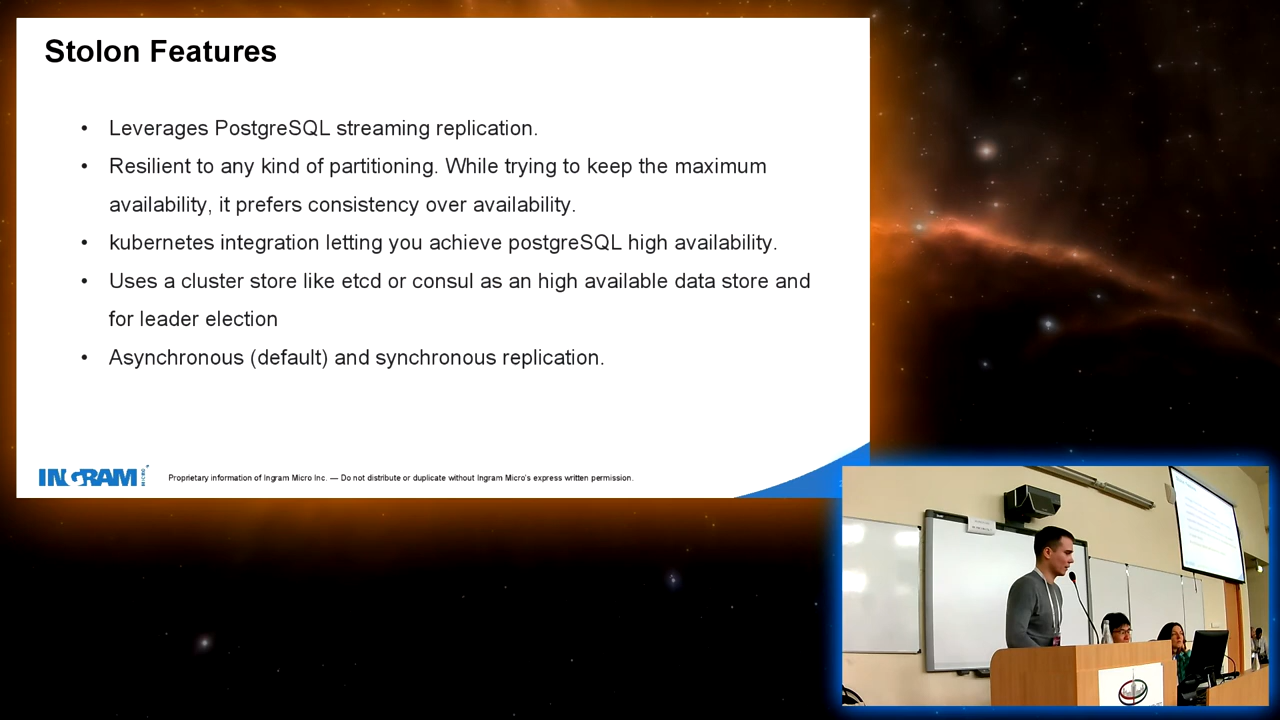 Stolon Features
• Leverages PostgreSQL streaming replication.
• Resilient to any kind of partitioning. While trying to keep the maximum
availability, it prefers consistency over availability.
• kubernetes integration letting you achieve postgreSQL high availability.
• Uses a cluster store like etcd or consul as an high available data store and
for leader election
• Asynchronous (default) and synchronous replication.
INGRAM MICRO
Proprietary information of Ingram Micro Inc. — Do not distribute or duplicate without Ingram Micro's express written permission.